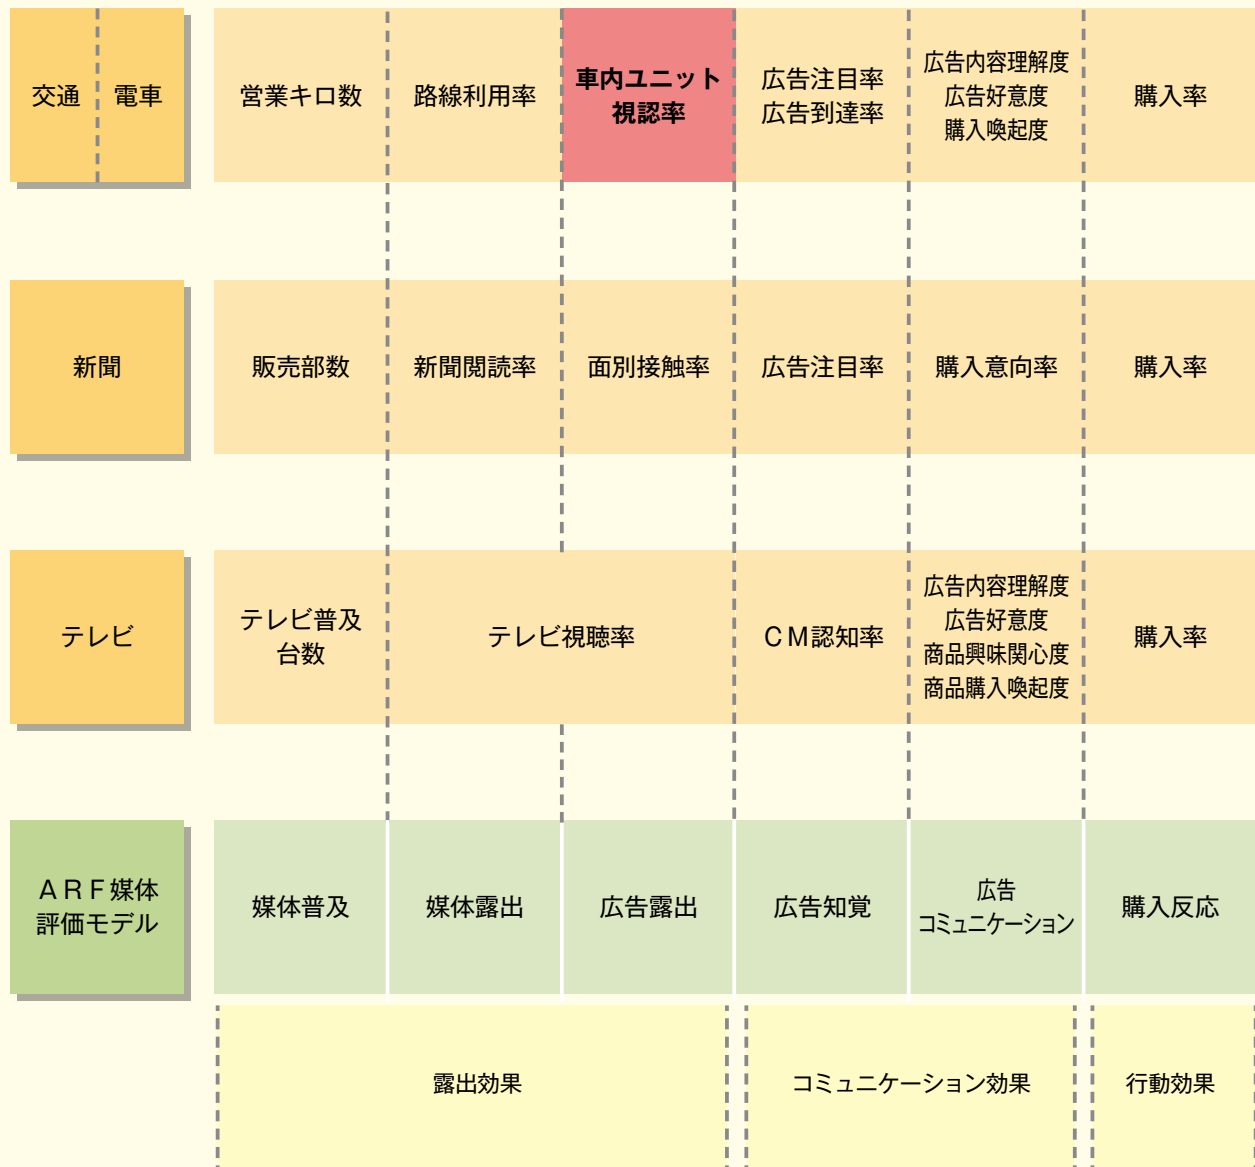 交通
電車
営業キロ数
路線利用率
車内ユニット
視認率
広告注目率
広告到達率
広告内容理解度
広告好意度
購入喚起度
購入率
新聞
販売部数
新聞閲読率
面別接触率
広告注目率
購入意向率
購入率
テレビ
テレビ普及
台数
テレビ視聴率
ＣＭ認知率
広告内容理解度
広告好意度
商品興味関心度
商品購入喚起度
購入率
ＡＲＦ媒体
評価モデル
媒体普及
媒体露出
広告露出
広告知覚
広告
コミュニケーション
購入反応
露出効果
コミュニケーション効果
行動効果